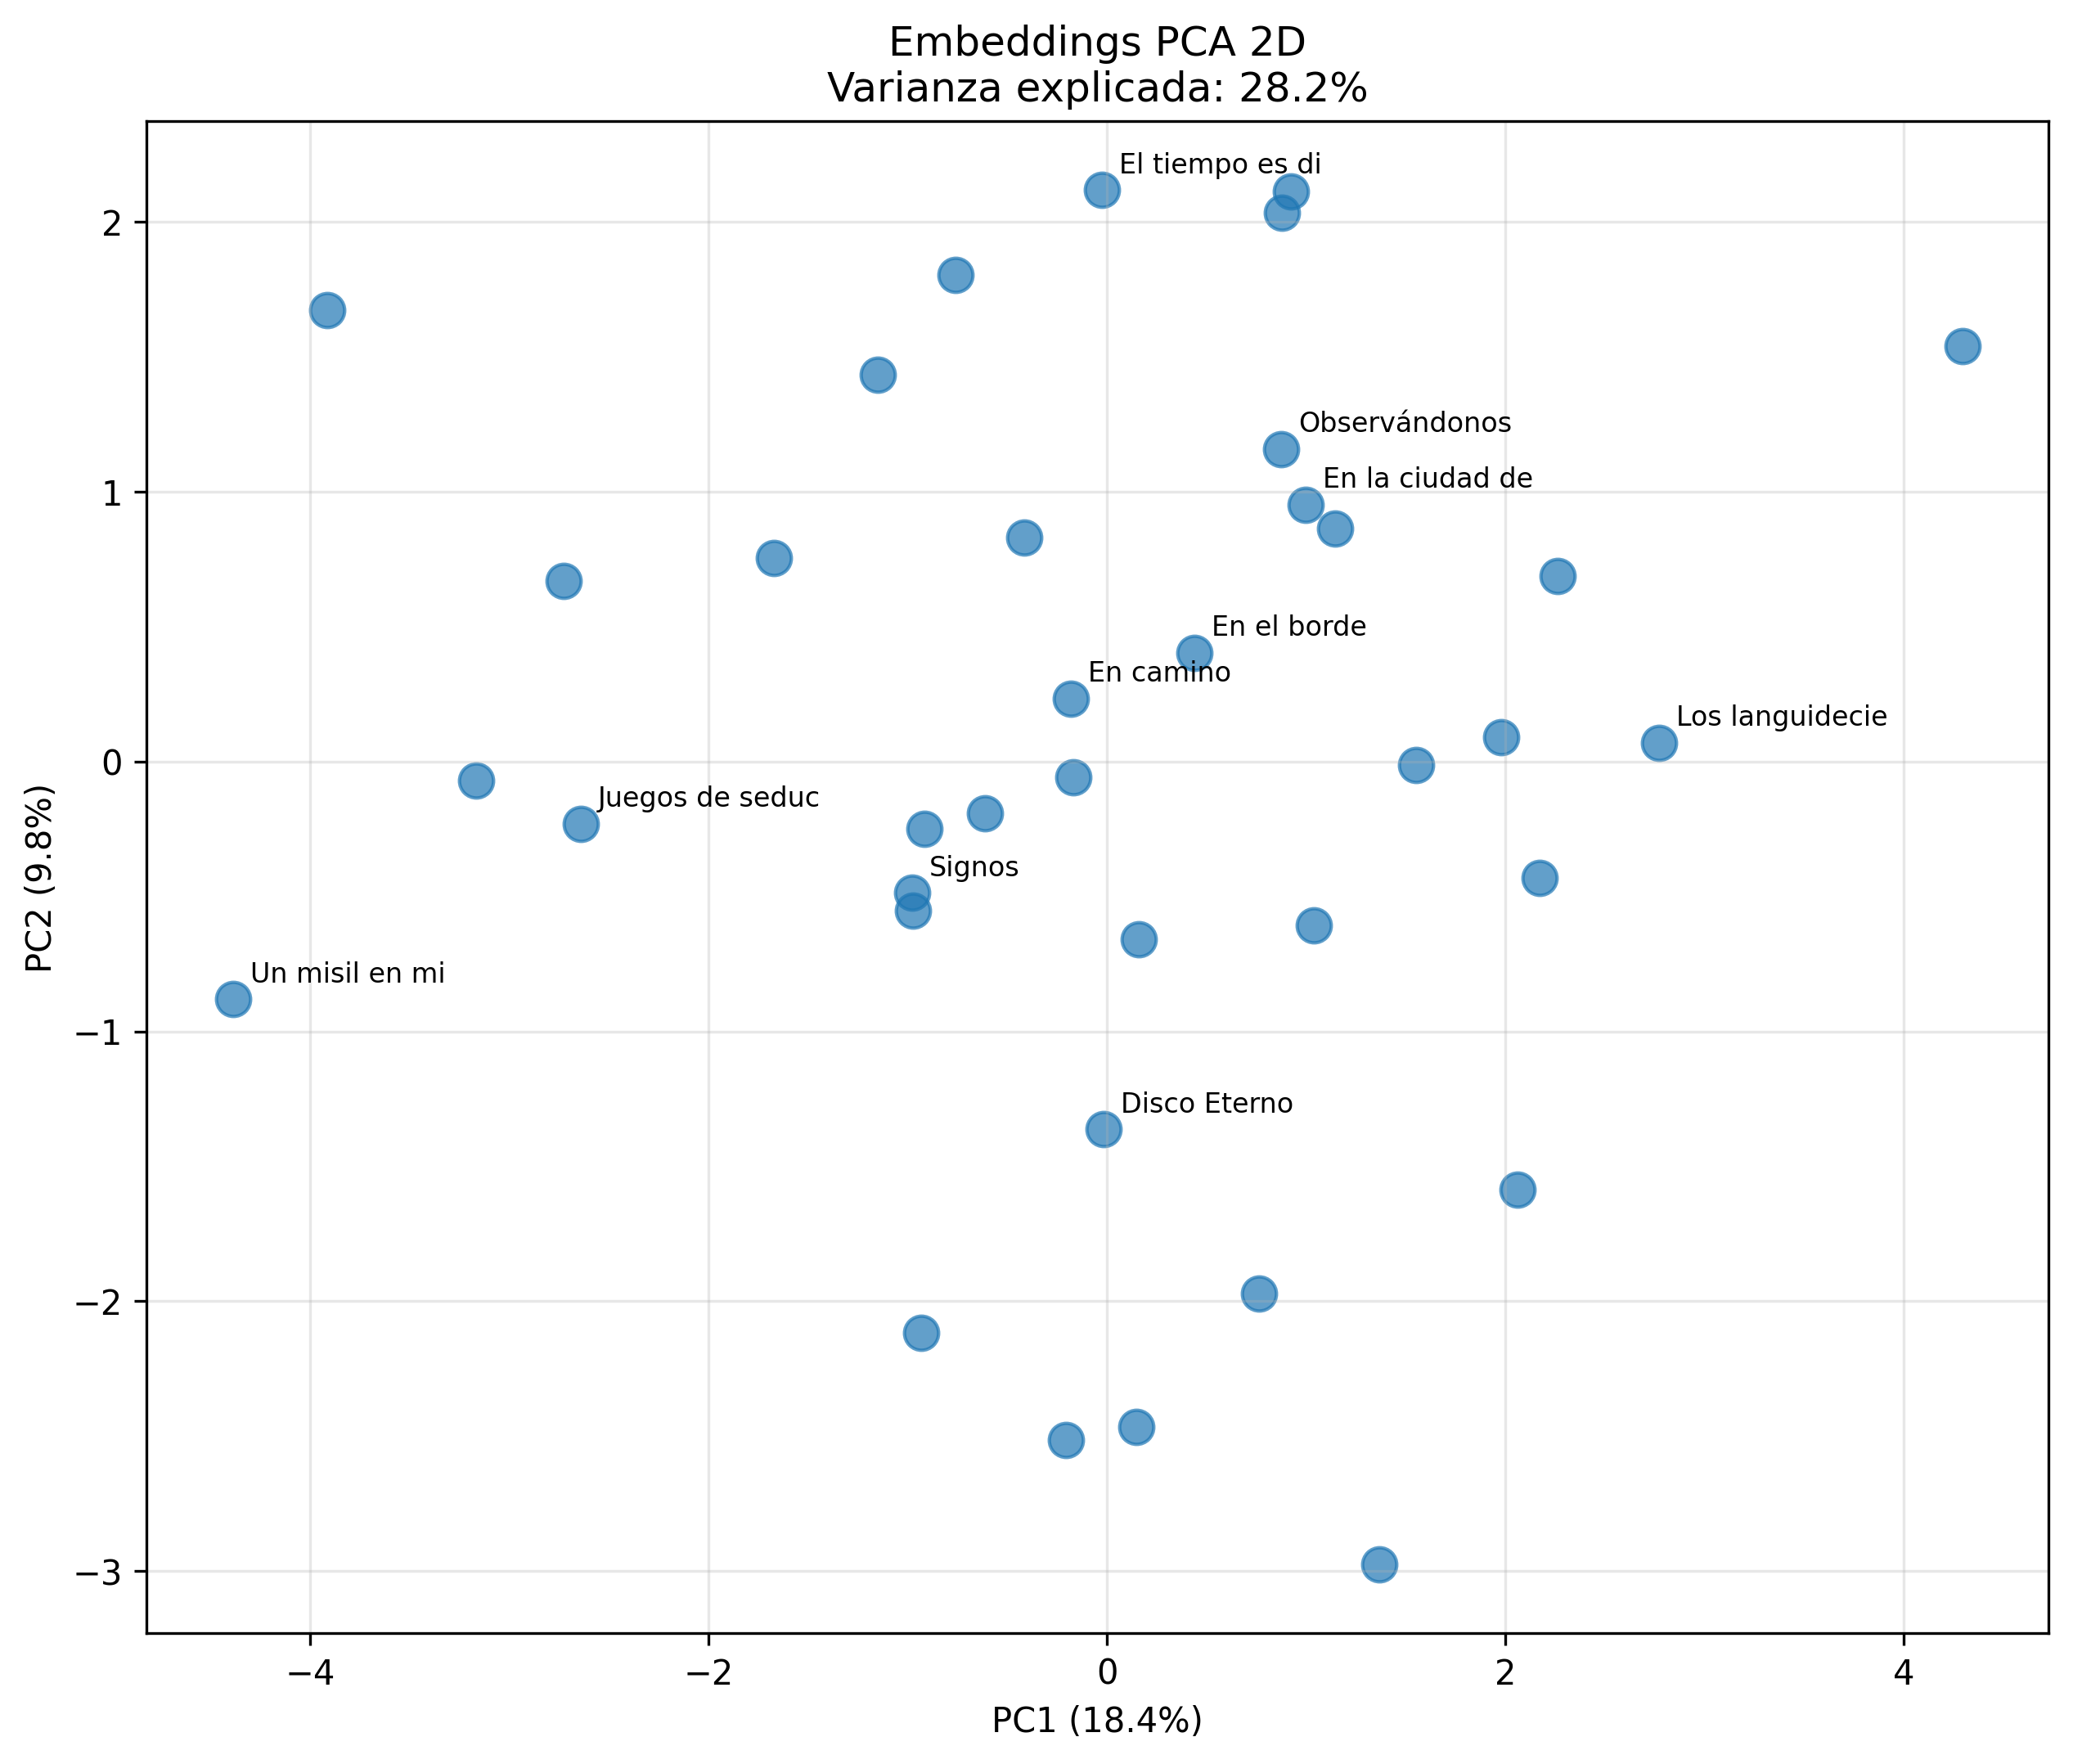 Embeddings PCA 2D
Varianza explicada: 28.2%
El tiempo es di
Observándonos
En la ciudad de
En el borde
En camino
Los languidecie
Juegos de seduc
Signos
Un misil en mi
Disco Eterno
2
1
0
−1
−2
−3
PC2 (9.8%)
−4
−2
0
2
4
PC1 (18.4%)